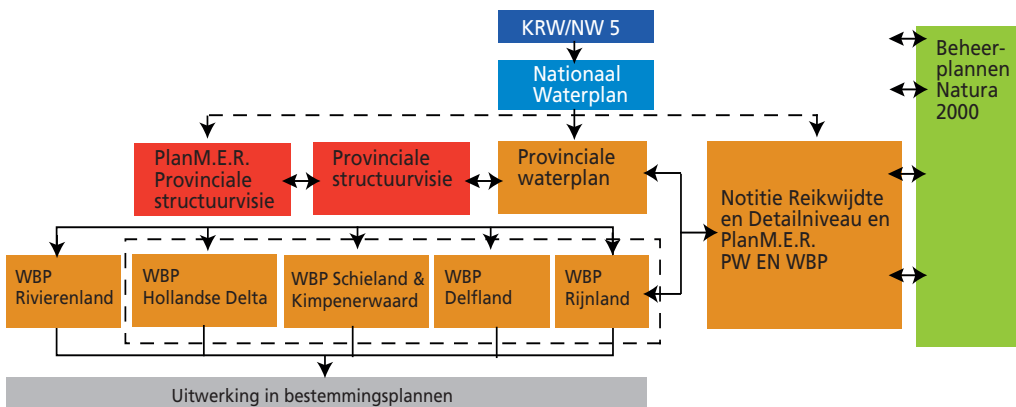 KRW/NW 5
Nationaal
Waterplan
Beheer-
plannen
Natura
2000
PlanM.E.R.
Provinciale
structuurvisie
Provinciale
structuurvisie
Provinciale
waterplan
Notitie Reikwijdte
en Detailniveau en
PlanM.E.R.
PW EN WBP
WBP
Rivierenland
WBP
Hollandse Delta
WBP Schieland &
Kimpenerwaard
WBP
Delfland
WBP
Rijnland
Uitwerking in bestemmingsplannen